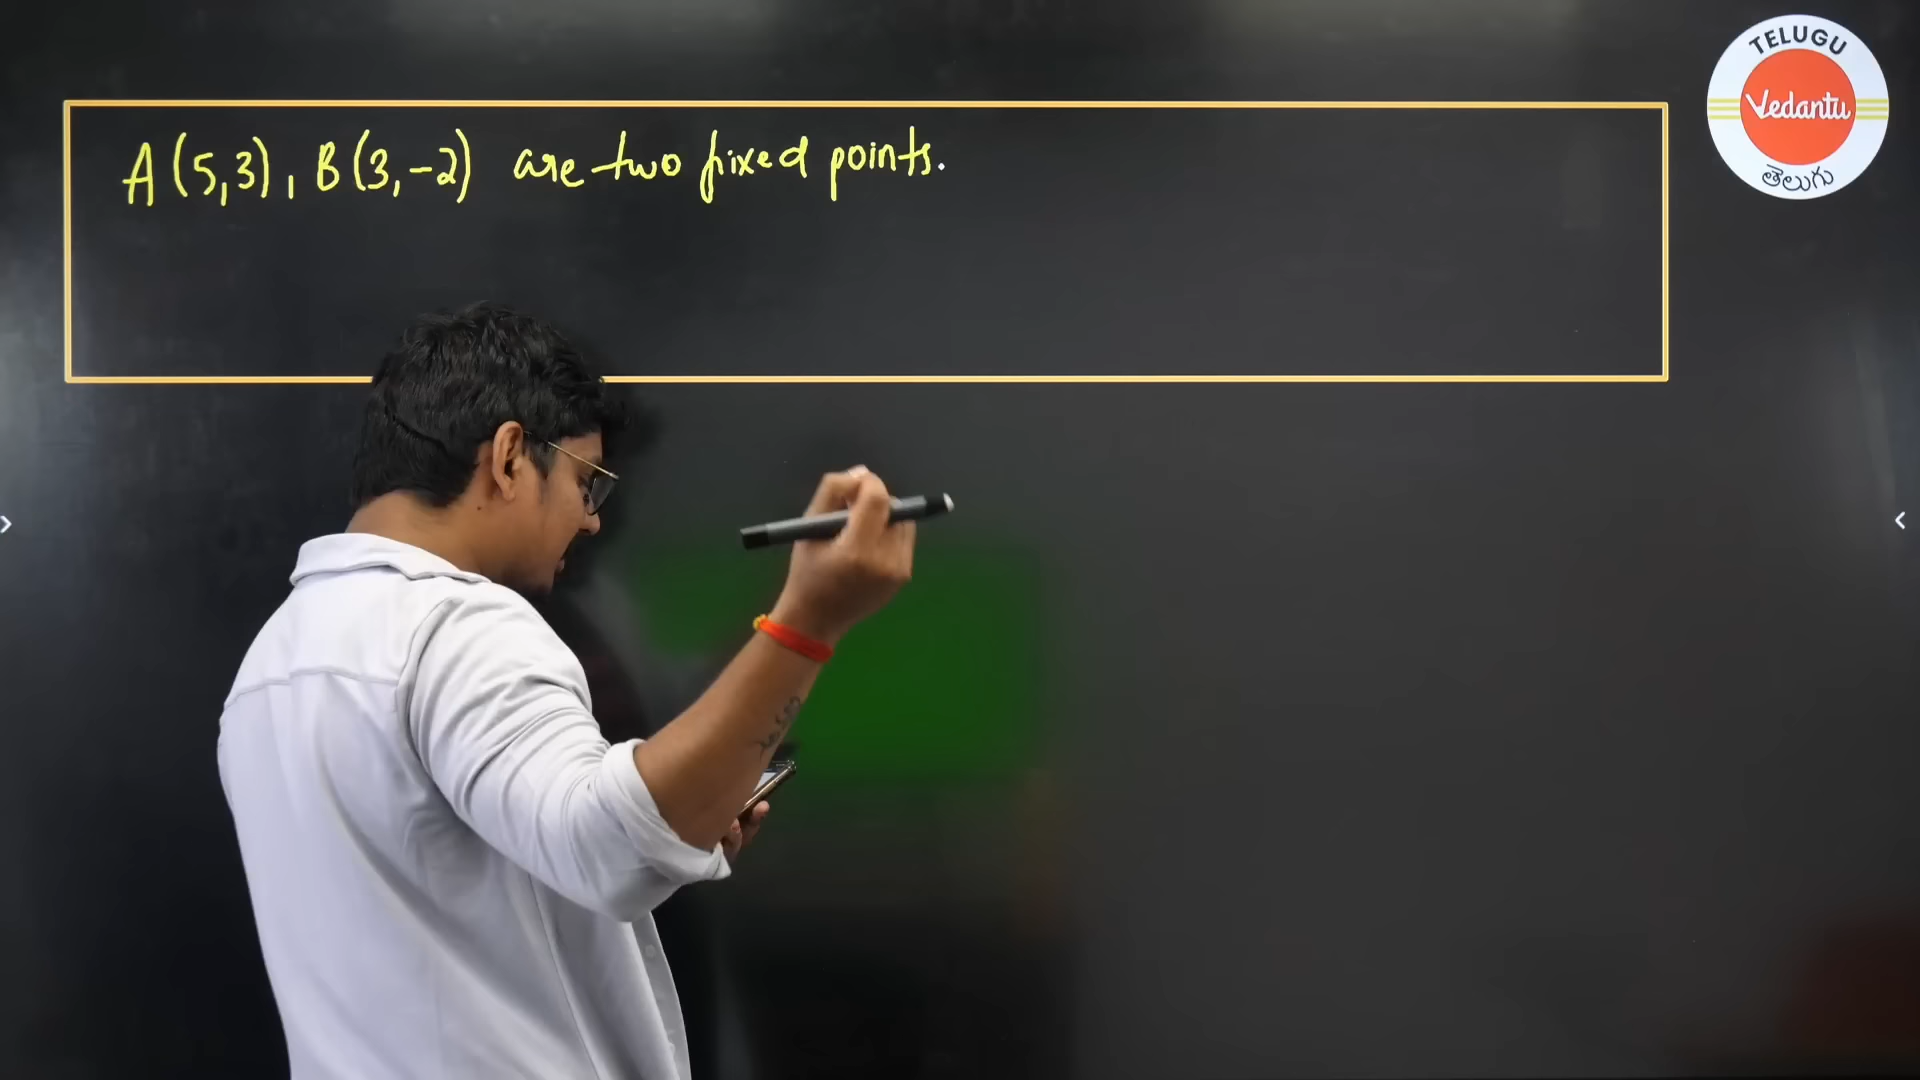 A (5,3), B (3,-2) are two fixed points.
TELUGU
Vedantu
తెలుగు